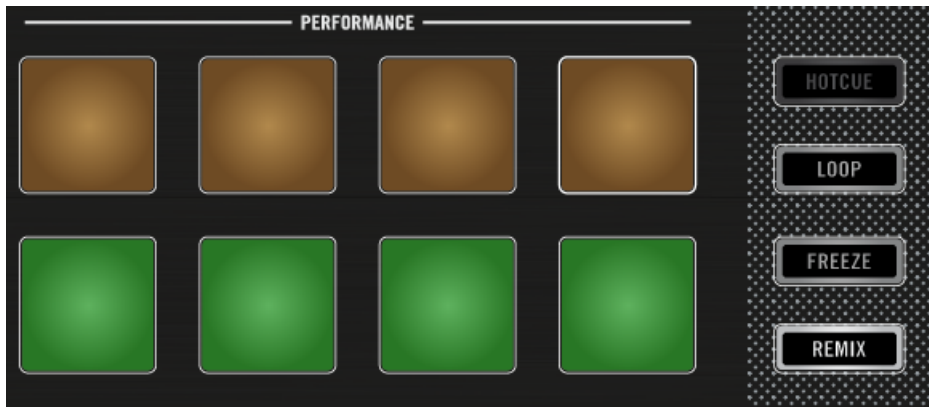 PERFORMANCE
HOTCUE
LOOP
FREEZE
REMIX